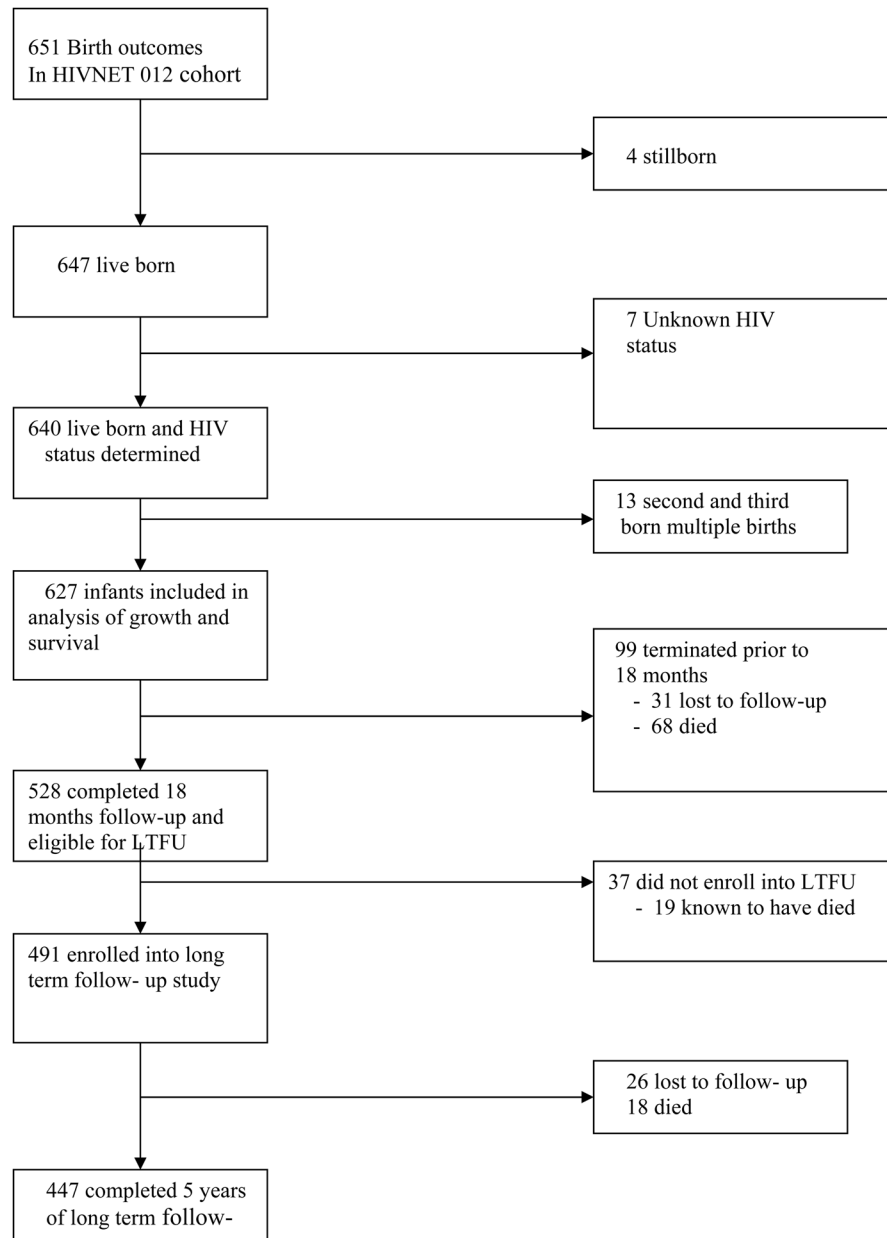 651 Birth outcomes
In HIVNET 012 cohort
4 stillborn
647 live born
7 Unknown HIV
status
640 live born and HIV
status determined
13 second and third
born multiple births
627 infants included in
analysis of growth and
survival
99 terminated prior to
18 months
- 31 lost to follow-up
- 68 died
528 completed 18
months follow-up and
eligible for LTFU
37 did not enroll into LTFU
- 19 known to have died
491 enrolled into long
term follow- up study
26 lost to follow- up
18 died
447 completed 5 years
of long term follow-